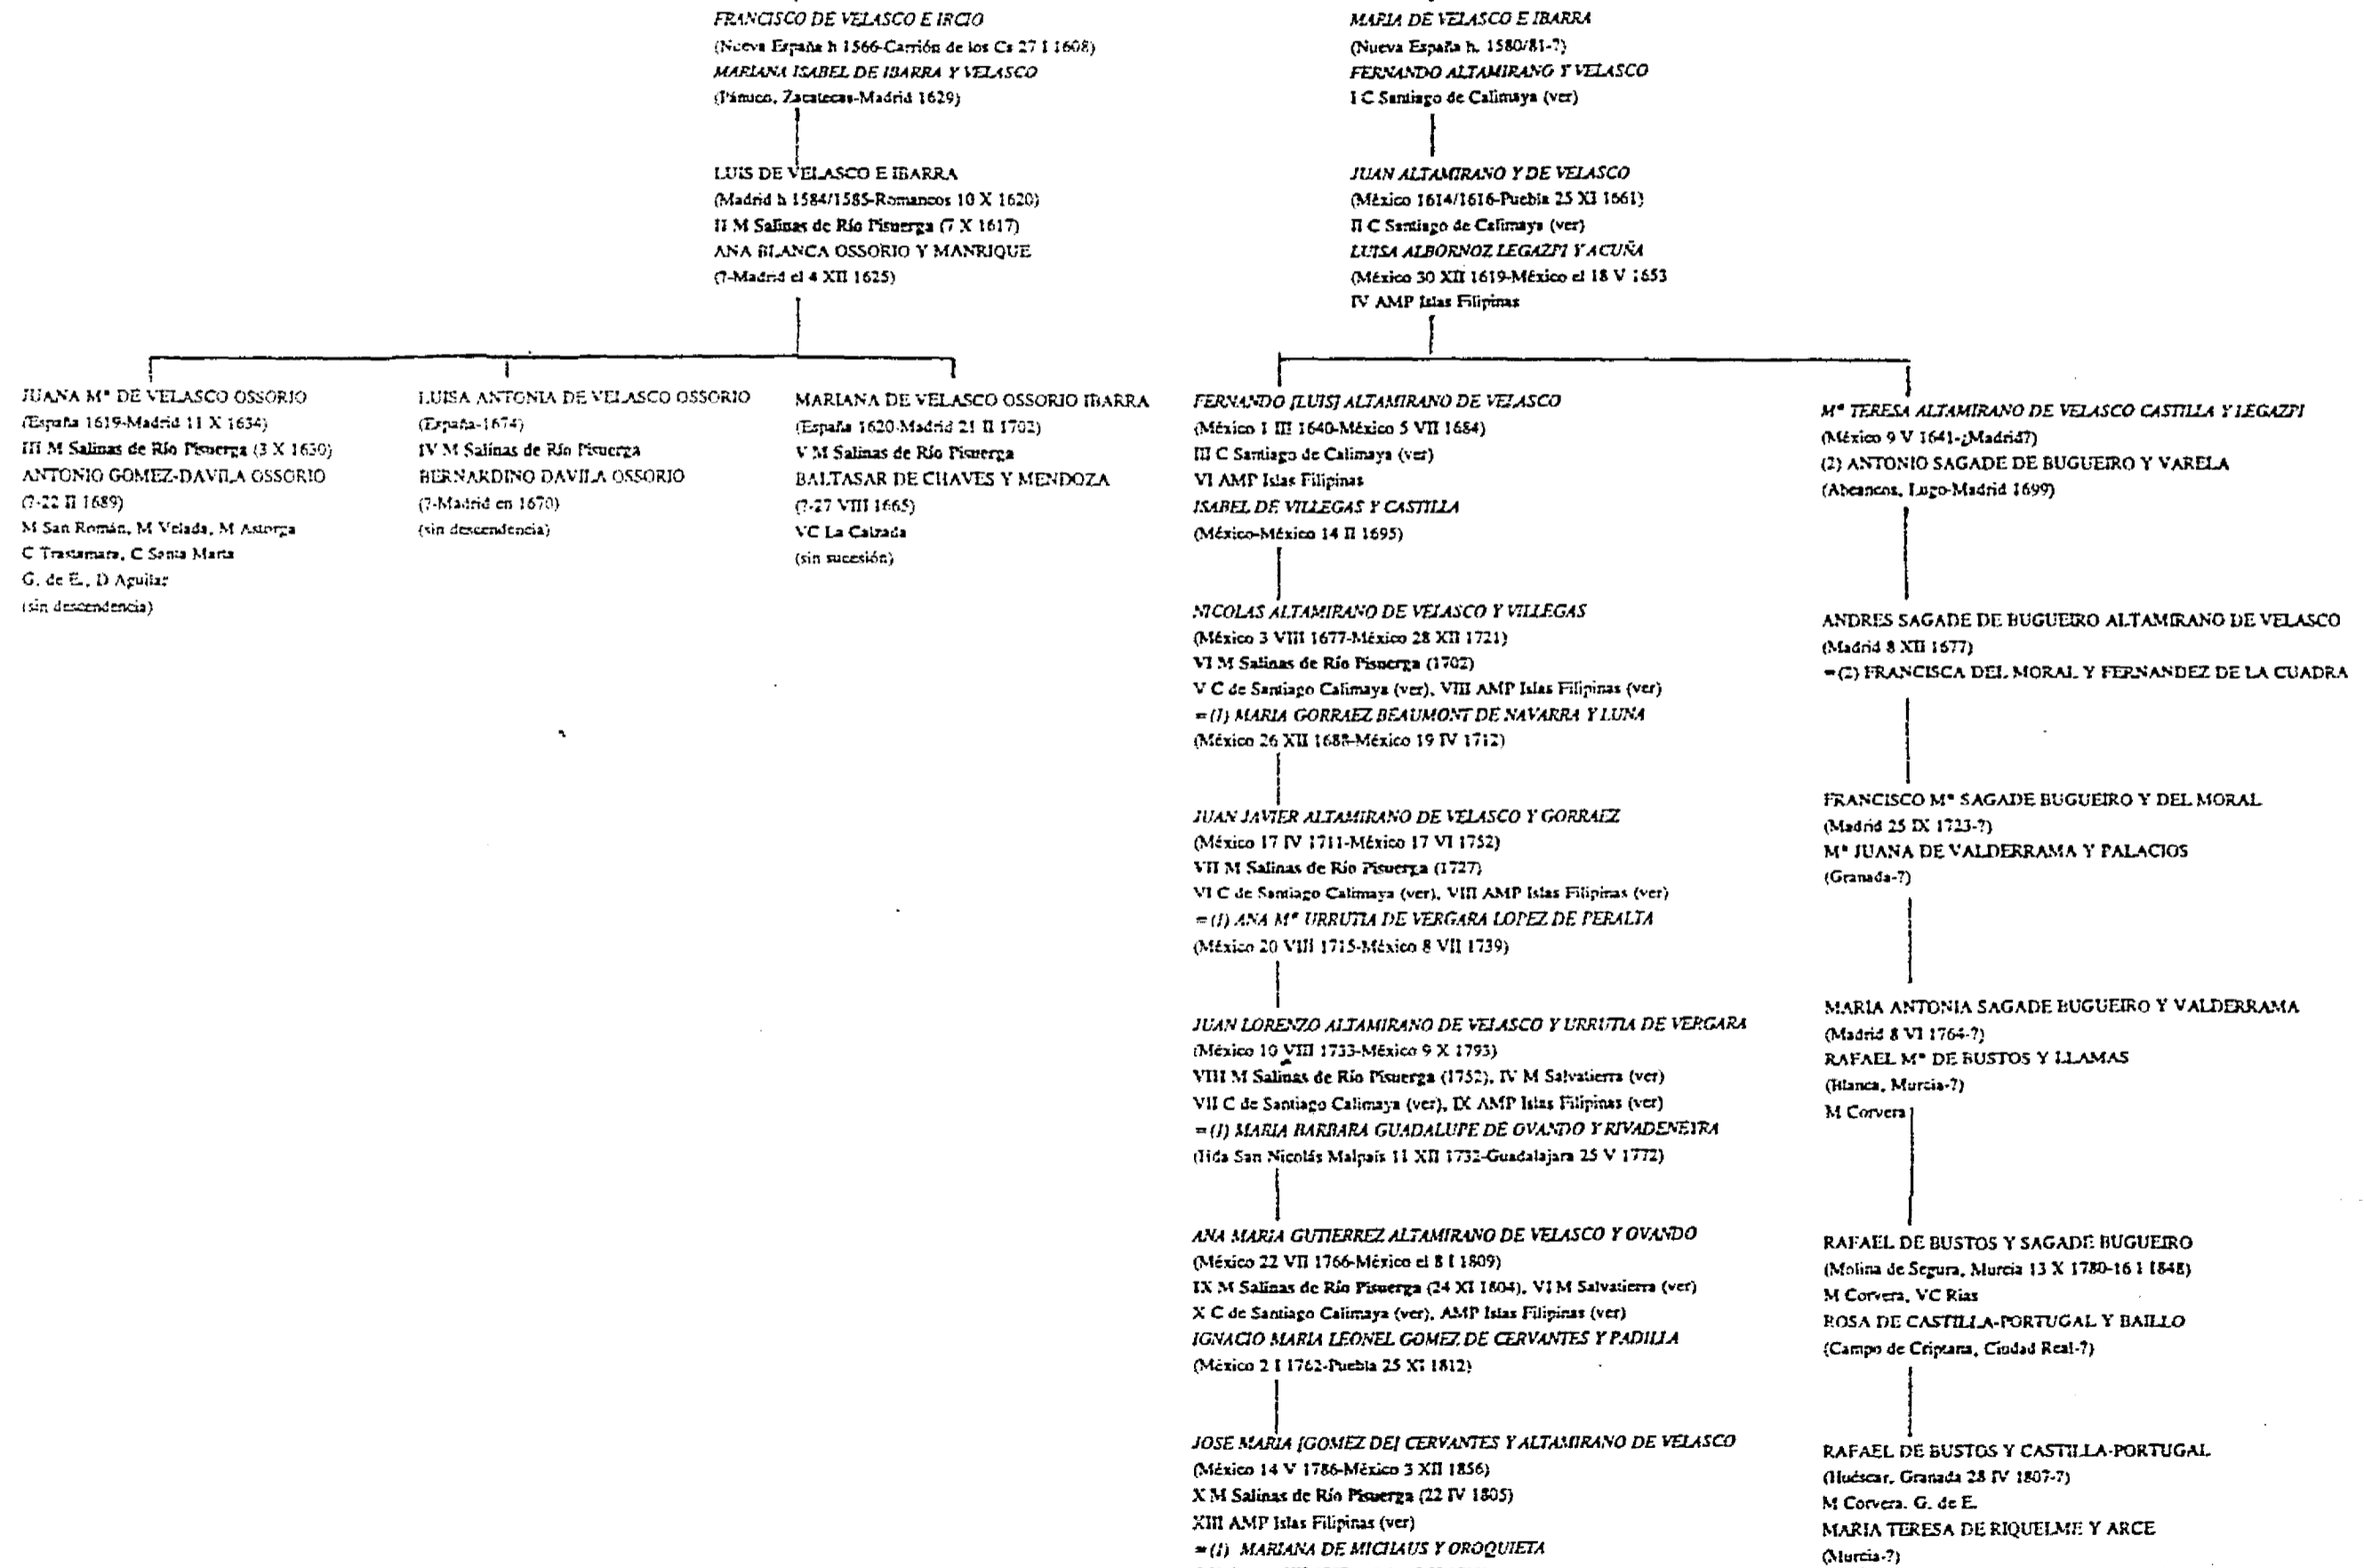 FRANCISCO DE VELASCO E IRCIO
(Nueva España h 1566-Carrión de los Cs 27 I 1608)
MARIANA ISABEL DE IBARRA Y VELASCO
(Pánuco, Zacatecas-Madrid 1629)
LUIS DE VELASCO E IBARRA
(Madrid h 1584/1585-Romancos 10 X 1620)
II M Salinas de Río Pisuerga (7 X 1617)
ANA BLANCA OSSORIO Y MANRIQUE
(?-Madrid el 4 XII 1625)
JUANA Mª DE VELASCO OSSORIO
(España 1619-Madrid 11 X 1634)
III M Salinas de Río Pisuerga (3 X 1630)
ANTONIO GOMEZ-DAVILA OSSORIO
(?-22 II 1689)
M San Román, M Velada, M Astorga
C Trastamara, C Santa Marta
G. de E., D Aguilar
(sin descendencia)
LUISA ANTONIA DE VELASCO OSSORIO
(España-1674)
IV M Salinas de Río Pisuerga
BERNARDINO DAVILA OSSORIO
(?-Madrid en 1670)
(sin descendencia)
MARIANA DE VELASCO OSSORIO IBARRA
(España 1620-Madrid 21 II 1702)
V M Salinas de Río Pisuerga
BALTASAR DE CHAVES Y MENDOZA
(?-27 VIII 1665)
VC La Calzada
(sin sucesión)
MARIA DE VELASCO E IBARRA
(Nueva España h. 1580/81-?)
FERNANDO ALTAMIRANO Y VELASCO
I C Santiago de Calimaya (ver)
JUAN ALTAMIRANO Y DE VELASCO
(México 1614/1616-Puebla 25 XI 1661)
II C Santiago de Calimaya (ver)
LUISA ALBORNOZ LEGAZPI Y ACUÑA
(México 30 XII 1619-México el 18 V 1653
IV AMP Islas Filipinas
FERNANDO [LUIS] ALTAMIRANO DE VELASCO
(México 1 III 1640-México 5 VII 1684)
III C Santiago de Calimaya (ver)
VI AMP Islas Filipinas
ISABEL DE VILLEGAS Y CASTILLA
(México-México 14 II 1695)
NICOLAS ALTAMIRANO DE VELASCO Y VILLEGAS
(México 3 VIII 1677-México 28 XII 1721)
VI M Salinas de Río Pisuerga (1702)
V C de Santiago Calimaya (ver), VIII AMP Islas Filipinas (ver)
=(1) MARIA GORRAEZ BEAUMONT DE NAVARRA Y LUNA
(México 26 XII 1688-México 19 IV 1712)
JUAN JAVIER ALTAMIRANO DE VELASCO Y GORRAEZ
(México 17 IV 1711-México 17 VI 1752)
VII M Salinas de Río Pisuerga (1727)
VI C de Santiago Calimaya (ver), VIII AMP Islas Filipinas (ver)
=(1) ANA Mª URRUTIA DE VERGARA LOPEZ DE PERALTA
(México 20 VIII 1715-México 8 VII 1739)
JUAN LORENZO ALTAMIRANO DE VELASCO Y URRUTIA DE VERGARA
(México 10 VIII 1733-México 9 X 1793)
VIII M Salinas de Río Pisuerga (1752), IV M Salvatierra (ver)
VII C de Santiago Calimaya (ver), IX AMP Islas Filipinas (ver)
=(1) MARIA BARBARA GUADALUPE DE OVANDO Y RIVADENEIRA
(Hda San Nicolás Malpaís 11 XII 1732-Guadalajara 25 V 1772)
ANA MARIA GUTIERREZ ALTAMIRANO DE VELASCO Y OVANDO
(México 22 VII 1766-México el 8 I 1809)
IX M Salinas de Río Pisuerga (24 XI 1804), VI M Salvatierra (ver)
X C de Santiago Calimaya (ver), AMP Islas Filipinas (ver)
IGNACIO MARIA LEONEL GOMEZ DE CERVANTES Y PADILLA
(México 2 I 1762-Puebla 25 XI 1812)
JOSE MARIA [GOMEZ DE] CERVANTES Y ALTAMIRANO DE VELASCO
(México 14 V 1786-México 3 XII 1856)
X M Salinas de Río Pisuerga (22 IV 1805)
XIII AMP Islas Filipinas (ver)
=(1) MARIANA DE MICHAUS Y OROQUIETA
Mª TERESA ALTAMIRANO DE VELASCO CASTILLA Y LEGAZPI
(México 9 V 1641-¿Madrid?)
(2) ANTONIO SAGADE DE BUGUEIRO Y VARELA
(Abeancos, Lugo-Madrid 1699)
ANDRES SAGADE DE BUGUEIRO ALTAMIRANO DE VELASCO
(Madrid 8 XII 1677)
=(2) FRANCISCA DEL MORAL Y FERNANDEZ DE LA CUADRA
FRANCISCO Mª SAGADE BUGUEIRO Y DEL MORAL
(Madrid 25 IX 1723-?)
Mª JUANA DE VALDERRAMA Y PALACIOS
(Granada-?)
MARIA ANTONIA SAGADE BUGUEIRO Y VALDERRAMA
(Madrid 8 VI 1764-?)
RAFAEL Mª DE BUSTOS Y LLAMAS
(Blanca, Murcia-?)
M Corvera
RAFAEL DE BUSTOS Y SAGADE BUGUEIRO
(Molina de Segura, Murcia 13 X 1780-16 I 1848)
M Corvera, VC Rias
ROSA DE CASTILLA-PORTUGAL Y BAILLO
(Campo de Criptana, Ciudad Real-?)
RAFAEL DE BUSTOS Y CASTILLA-PORTUGAL
(Huéscar, Granada 28 IV 1807-?)
M Corvera. G. de E.
MARIA TERESA DE RIQUELME Y ARCE
(Murcia-?)